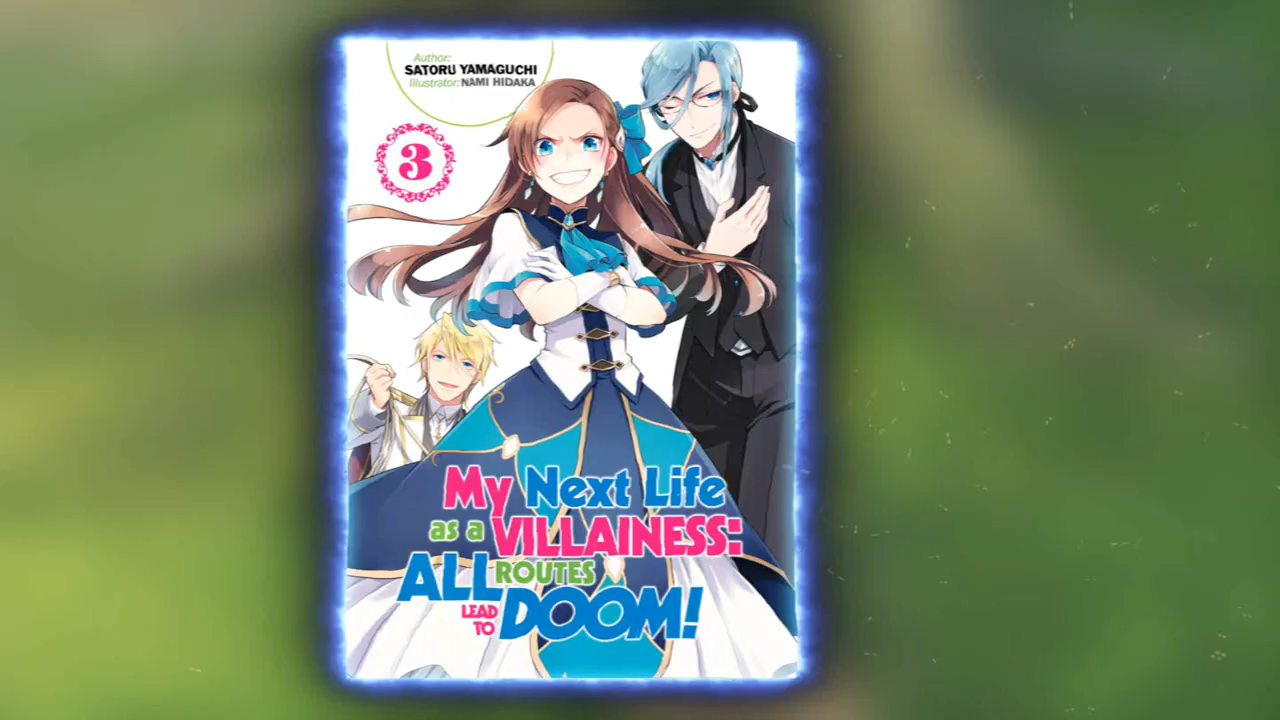 Author:
SATORU YAMAGUCHI
Illustrator: NAMI HIDAKA
3
My Next Life
as a VILLAINESS:
ALL ROUTES
LEAD
TO DOOM!